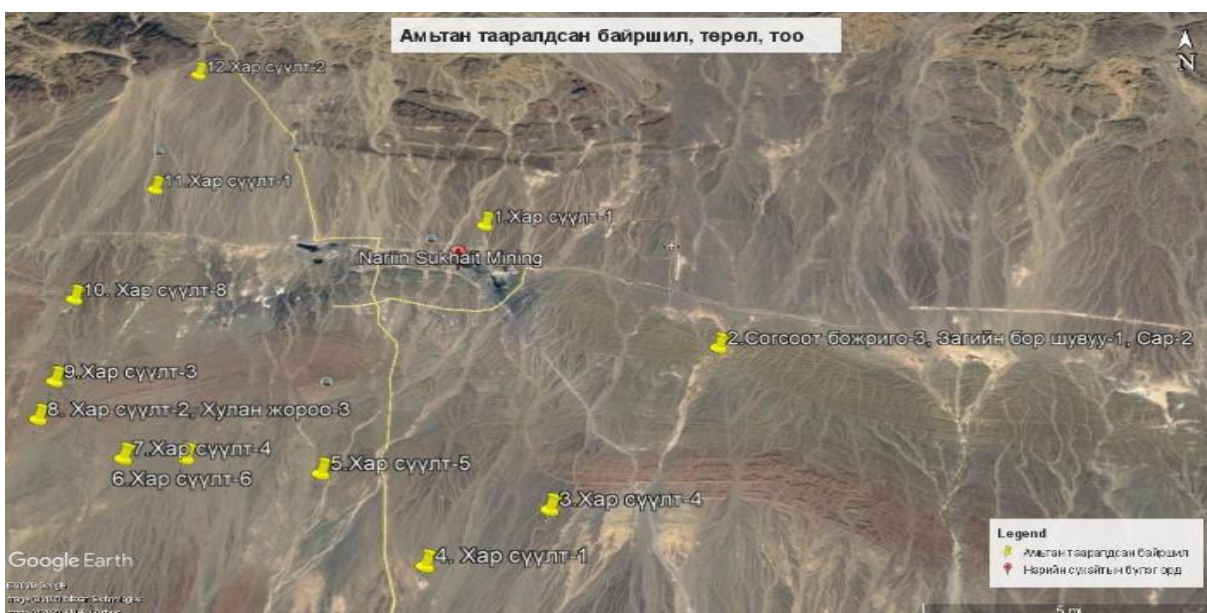 Амьтан тааралдсан байршил, төрөл, тоо
N
12.Хар сүүлт-2
11.Хар сүүлт-1
1.Хар сүүлт-1
Nariin Sukhait Mining
10. Хар сүүлт-8
2.Согсоот божриго-3, Загийн бор шувуу-1, Сар-2
9.Хар сүүлт-3
8. Хар сүүлт-2, Хулан жороо-3
7.Хар сүүлт-4
6.Хар сүүлт-6
5.Хар сүүлт-5
3.Хар сүүлт-4
4. Хар сүүлт-1
Legend
Амьтан тааралдсан байршил
Нарийн сухайтын бүлэг орд
Google Earth
5 mi